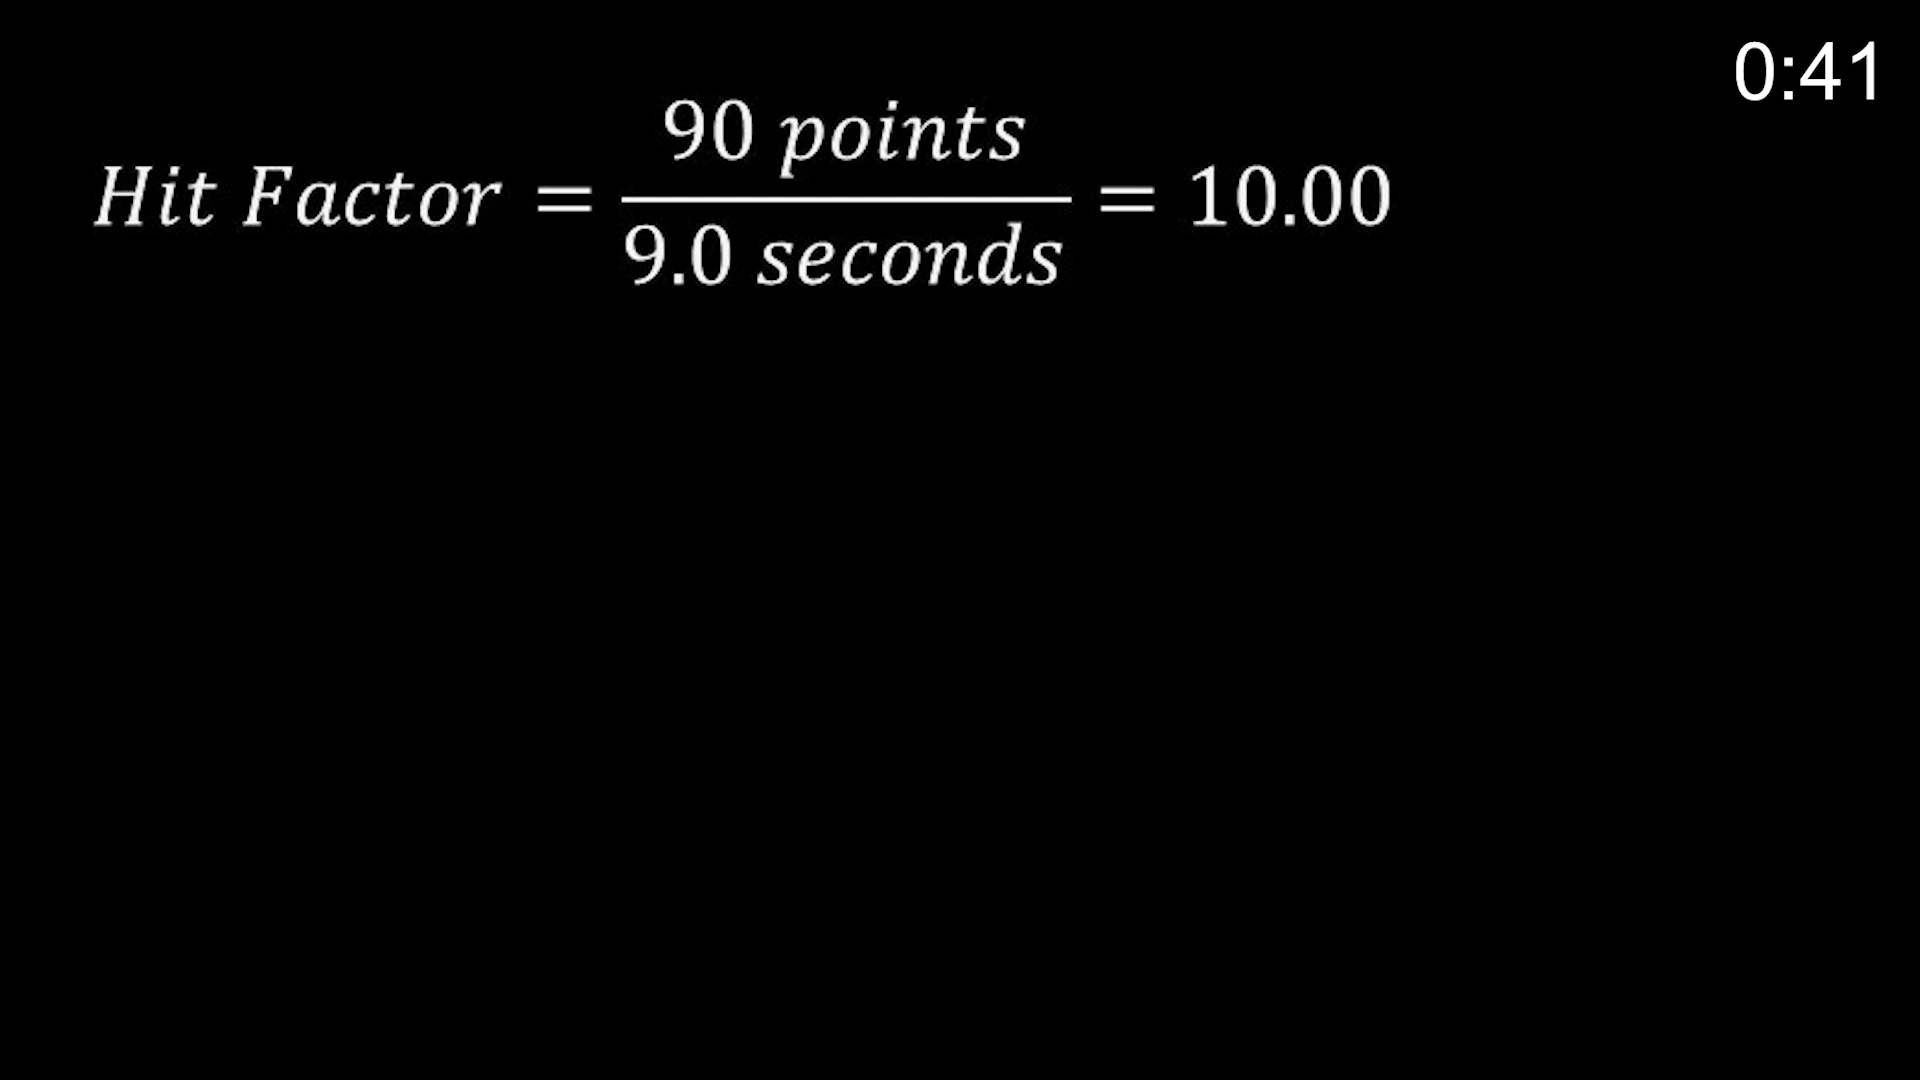 0:41
Hit Factor = 90 points / 9.0 seconds = 10.00